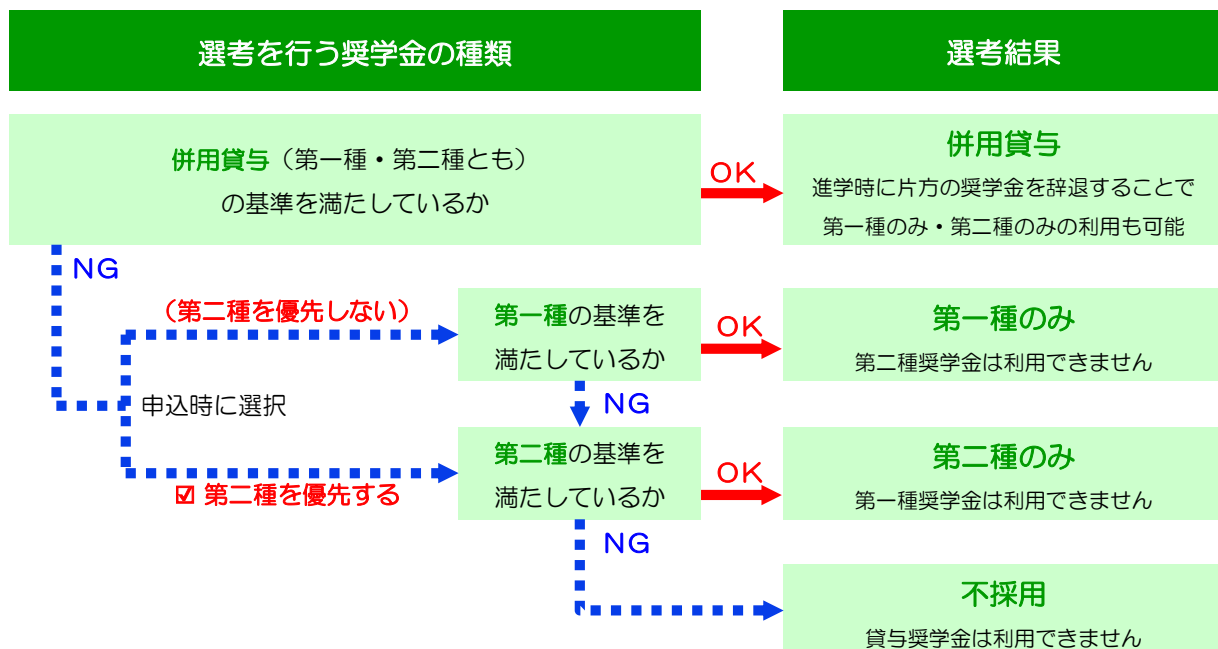 選考を行う奨学金の種類
選考結果
併用貸与（第一種・第二種とも）
の基準を満たしているか
OK
併用貸与
進学時に片方の奨学金を辞退することで
第一種のみ・第二種のみの利用も可能
NG
（第二種を優先しない）
第一種の基準を
満たしているか
OK
第一種のみ
第二種奨学金は利用できません
申込時に選択
NG
☑ 第二種を優先する
第二種の基準を
満たしているか
OK
第二種のみ
第一種奨学金は利用できません
NG
不採用
貸与奨学金は利用できません